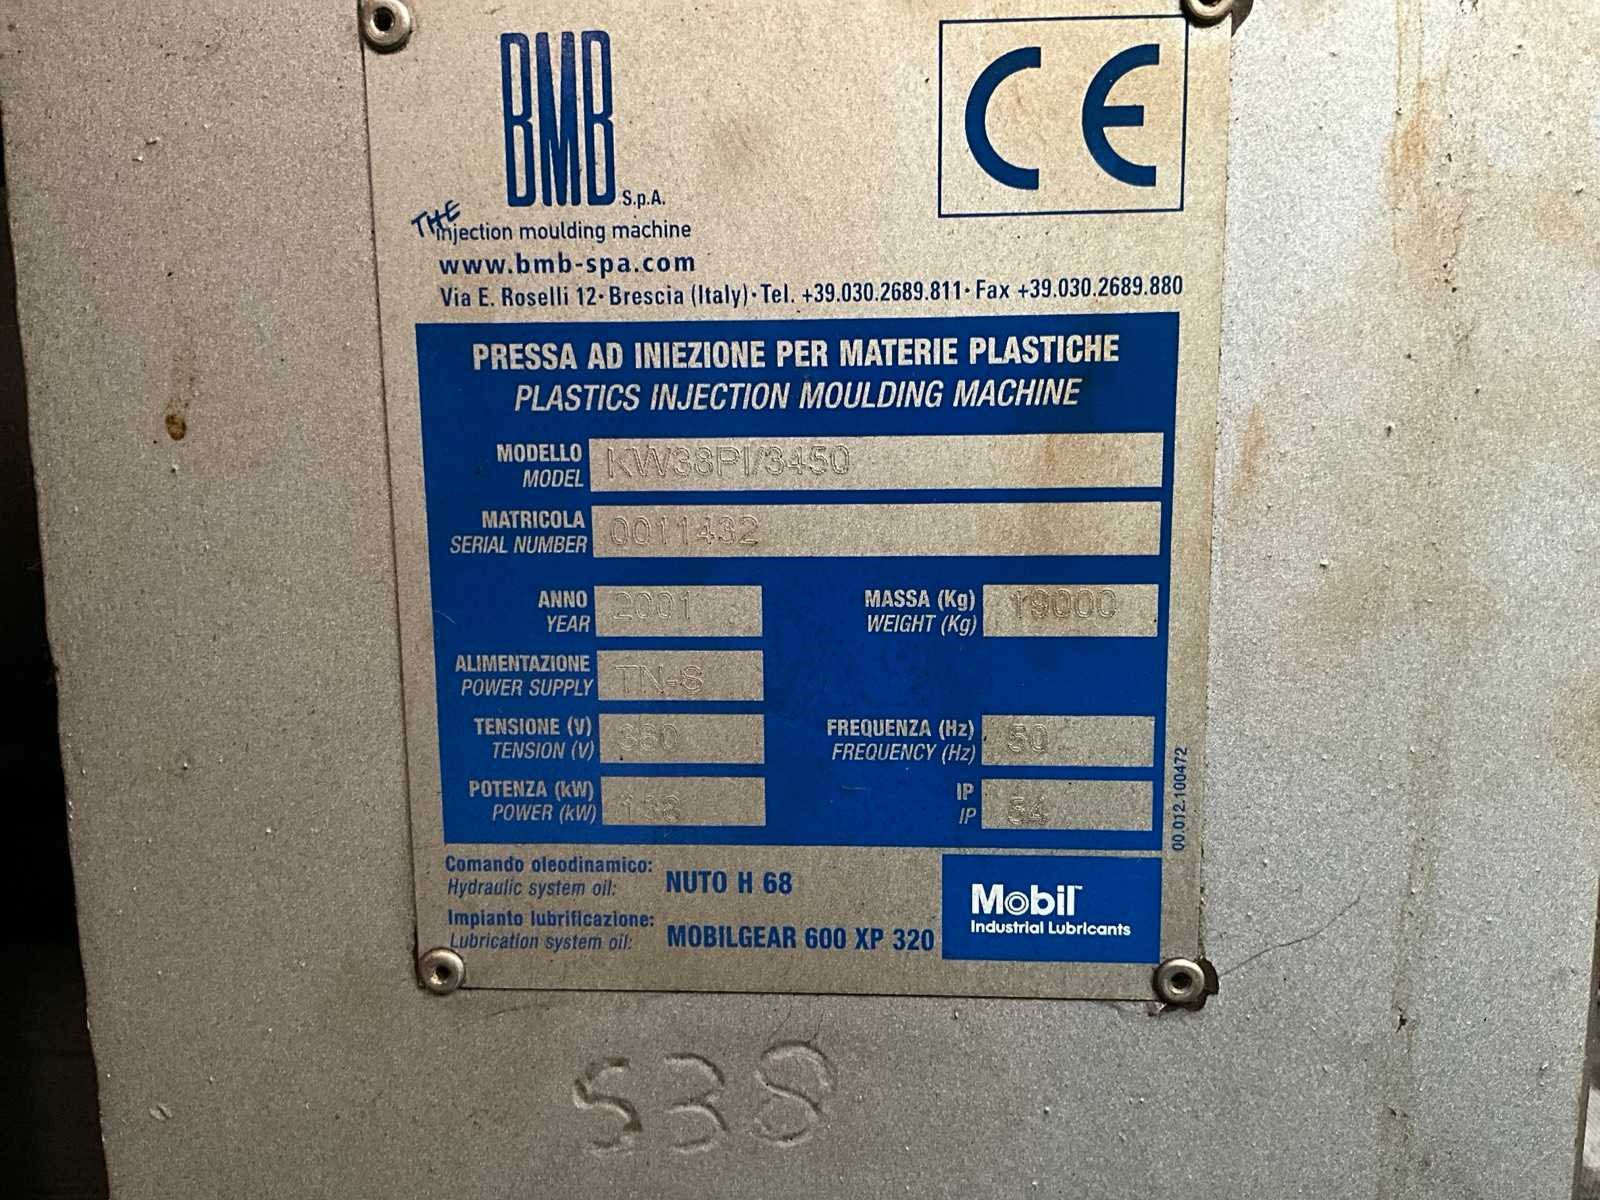 BMB S.p.A.
THE injection moulding machine
www.bmb-spa.com
Via E. Roselli 12·Brescia (Italy)·Tel. +39.030.2689.811·Fax +39.030.2689.880
CE
PRESSA AD INIEZIONE PER MATERIE PLASTICHE
PLASTICS INJECTION MOULDING MACHINE
MODELLO
MODEL
KW38PI/3450
MATRICOLA
SERIAL NUMBER
0011432
ANNO
YEAR
2001
MASSA (Kg)
WEIGHT (Kg)
19000
ALIMENTAZIONE
POWER SUPPLY
TN-S
TENSIONE (V)
TENSION (V)
380
FREQUENZA (Hz)
FREQUENCY (Hz)
50
POTENZA (kW)
POWER (kW)
IP
IP
54
00.012.100472
Comando oleodinamico:
Hydraulic system oil:
NUTO H 68
Impianto lubrificazione:
Lubrication system oil:
MOBILGEAR 600 XP 320
Mobil™
Industrial Lubricants
538